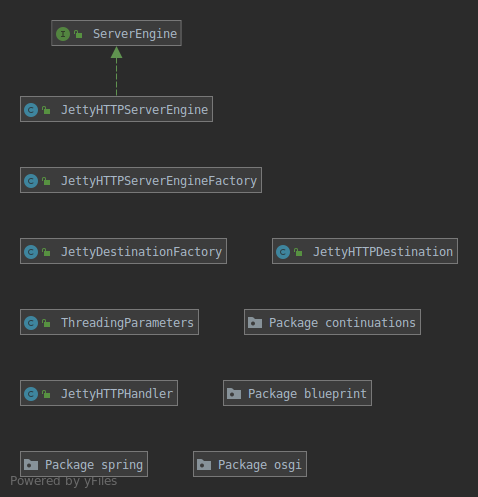 ServerEngine
JettyHTTPServerEngine
JettyHTTPServerEngineFactory
JettyDestinationFactory
JettyHTTPDestination
ThreadingParameters
Package continuations
JettyHTTPHandler
Package blueprint
Package spring
Package osgi
Powered by yFiles